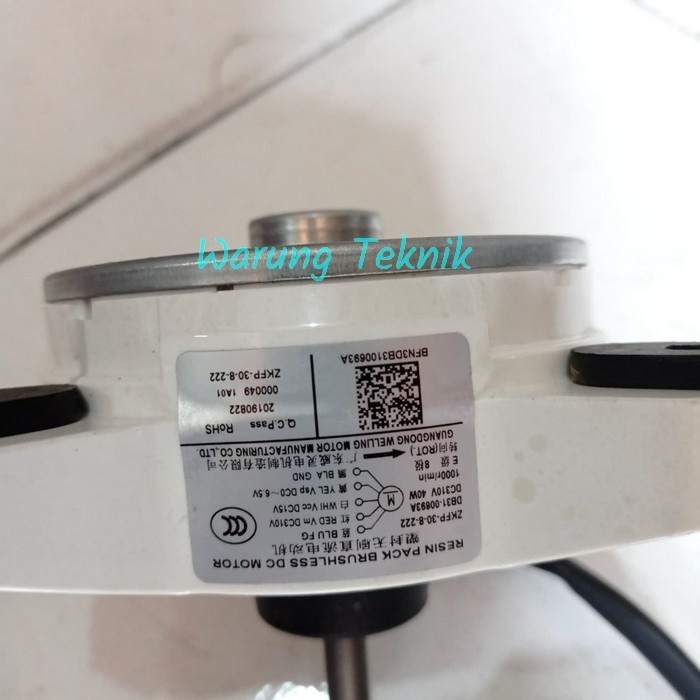 Warung Teknik
RESIN PACK BRUSHLESS DC MOTOR
塑封无刷直流电动机
ZKFP-30-8-222
DB31-00693A
DC310V 40W
1000r/min
E 级 8极
转向(ROT.)
蓝 BLU FG
红 RED Vm DC310V
白 WHI Vcc DC15V
黄 YEL Vsp DC0~6.5V
黑 BLA GND
M
广东威灵电机制造有限公司
GUANGDONG WELLING MOTOR MANUFACTURING CO.,LTD.
Q.C.Pass RoHS
20190822
000049 1A01
ZKFP-30-8-222
BFN3DB3100693A